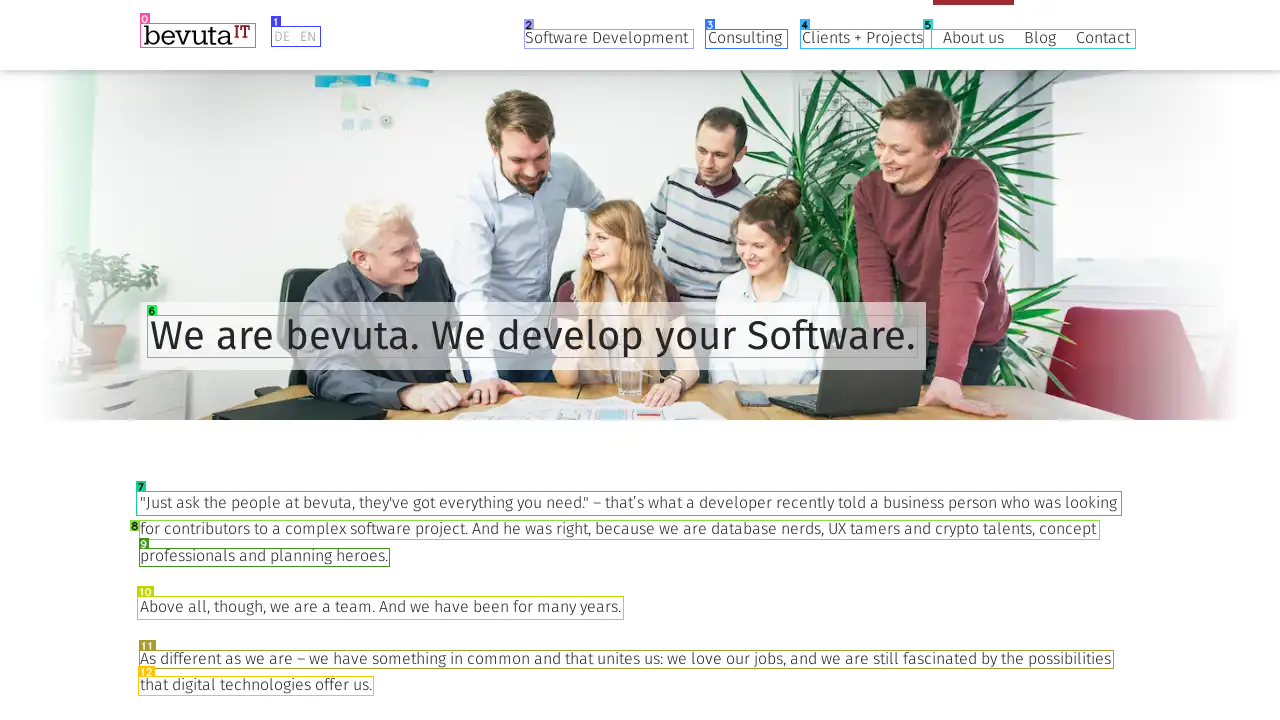 bevuta IT
DE EN
Software Development Consulting Clients + Projects About us Blog Contact
We are bevuta. We develop your Software.
"Just ask the people at bevuta, they've got everything you need." – that’s what a developer recently told a business person who was looking
for contributors to a complex software project. And he was right, because we are database nerds, UX tamers and crypto talents, concept
professionals and planning heroes.
Above all, though, we are a team. And we have been for many years.
As different as we are – we have something in common and that unites us: we love our jobs, and we are still fascinated by the possibilities
that digital technologies offer us.